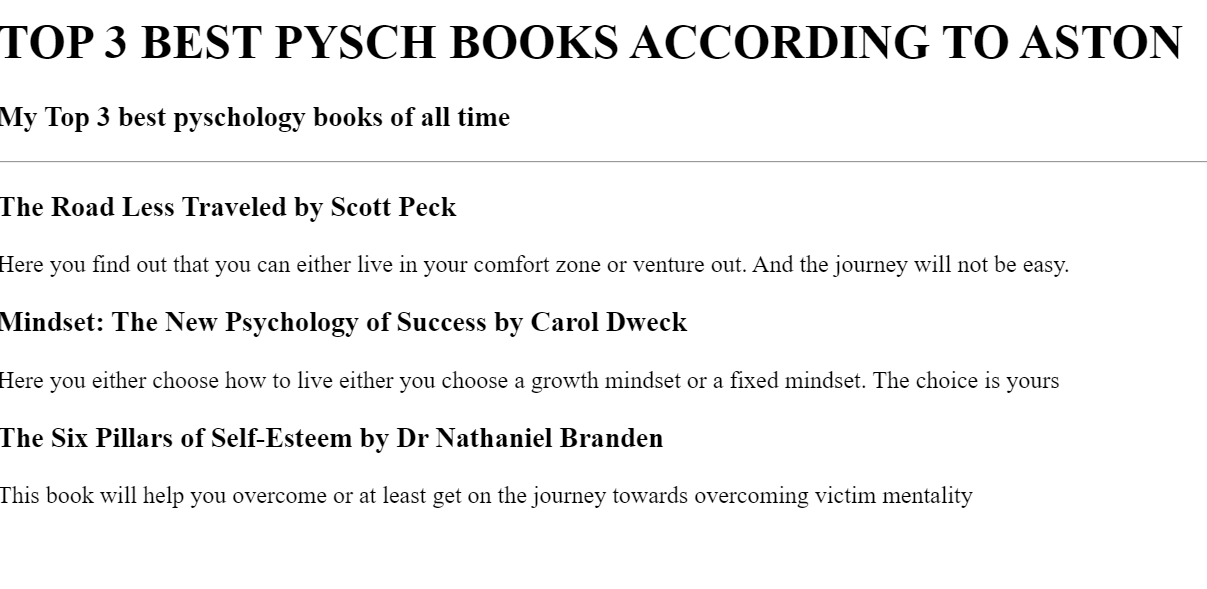 TOP 3 BEST PYSCH BOOKS ACCORDING TO ASTON
My Top 3 best pyschology books of all time
The Road Less Traveled by Scott Peck
Here you find out that you can either live in your comfort zone or venture out. And the journey will not be easy.
Mindset: The New Psychology of Success by Carol Dweck
Here you either choose how to live either you choose a growth mindset or a fixed mindset. The choice is yours
The Six Pillars of Self-Esteem by Dr Nathaniel Branden
This book will help you overcome or at least get on the journey towards overcoming victim mentality